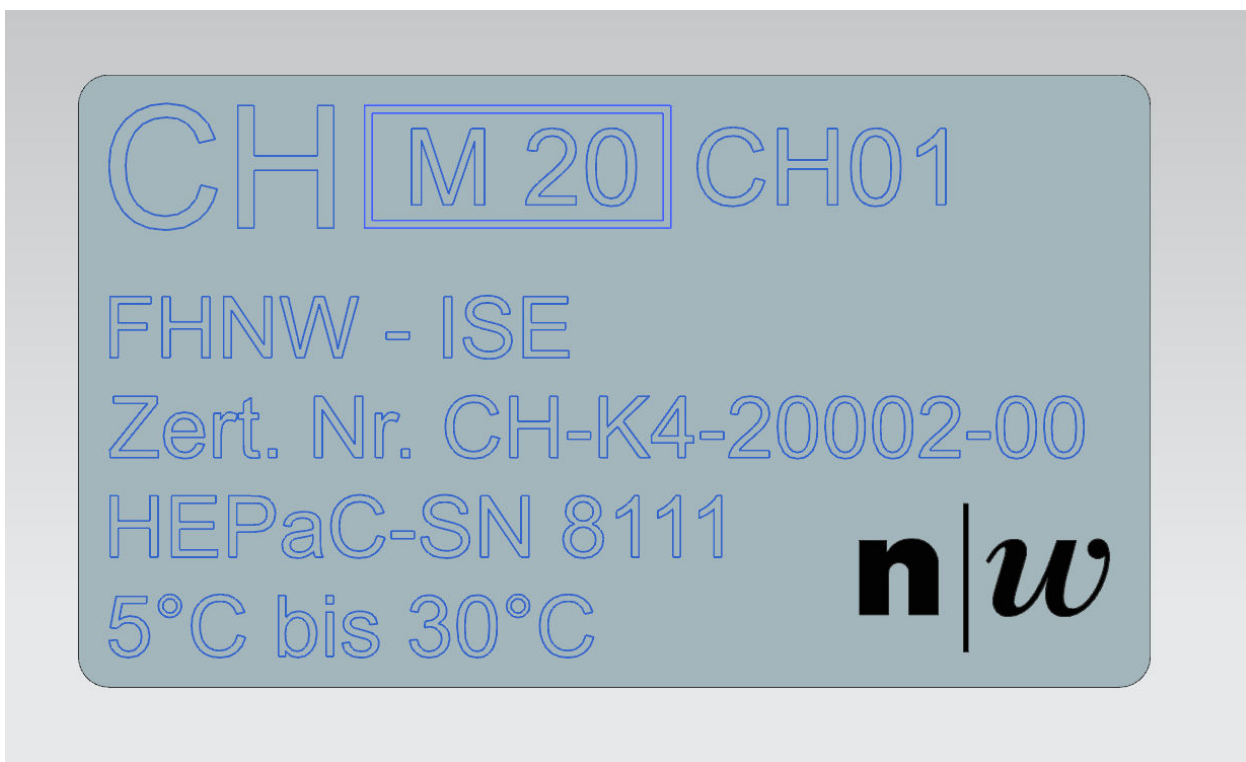 CH M 20 CH01
FHNW - ISE
Zert. Nr. CH-K4-20002-00
HEPaC-SN 8111
5°C bis 30°C
n|w